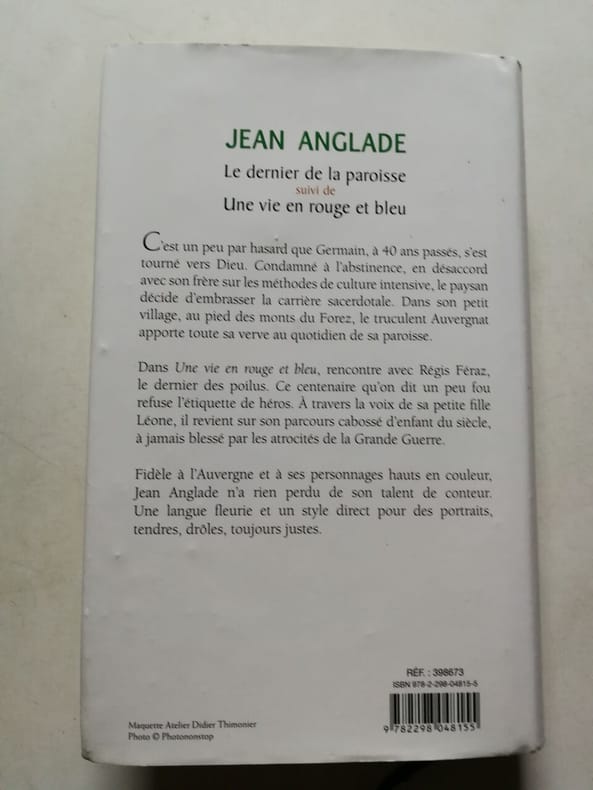 JEAN ANGLADE
Le dernier de la paroisse
suivi de
Une vie en rouge et bleu
C'est un peu par hasard que Germain, à 40 ans passés, s'est
tourné vers Dieu. Condamné à l'abstinence, en désaccord
avec son frère sur les méthodes de culture intensive, le paysan
décide d'embrasser la carrière sacerdotale. Dans son petit
village, au pied des monts du Forez, le truculent Auvergnat
apporte toute sa verve au quotidien de sa paroisse.
Dans Une vie en rouge et bleu, rencontre avec Régis Féraz,
le dernier des poilus. Ce centenaire qu'on dit un peu fou
refuse l'étiquette de héros. À travers la voix de sa petite fille
Léone, il revient sur son parcours cabossé d'enfant du siècle,
à jamais blessé par les atrocités de la Grande Guerre.
Fidèle à l'Auvergne et à ses personnages hauts en couleur,
Jean Anglade n'a rien perdu de son talent de conteur.
Une langue fleurie et un style direct pour des portraits,
tendres, drôles, toujours justes.
RÉF. : 398673
ISBN 978-2-298-04815-5
9 782298 048155
Maquette Atelier Didier Thimonier
Photo © Photononstop